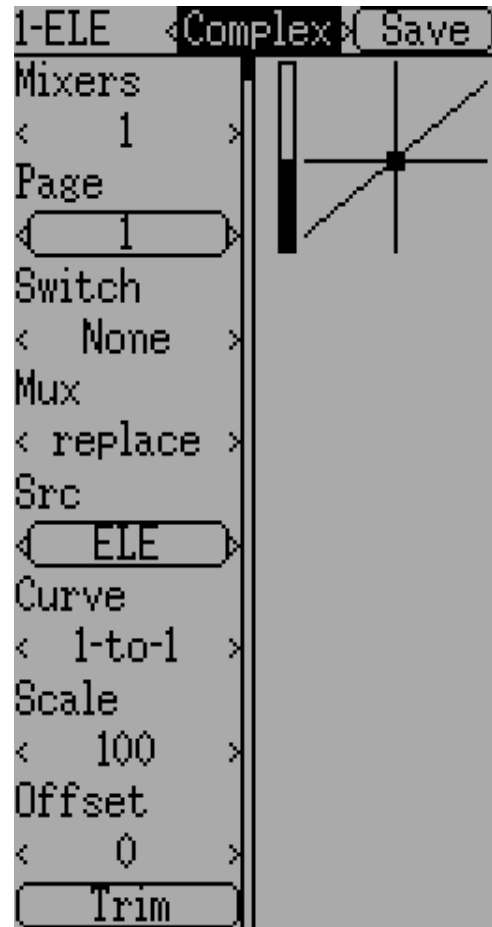 1-ELE Complex Save
Mixers
< 1 >
Page
1
Switch
< None >
Mux
< replace >
Src
ELE
Curve
< 1-to-1 >
Scale
< 100 >
Offset
< 0 >
Trim